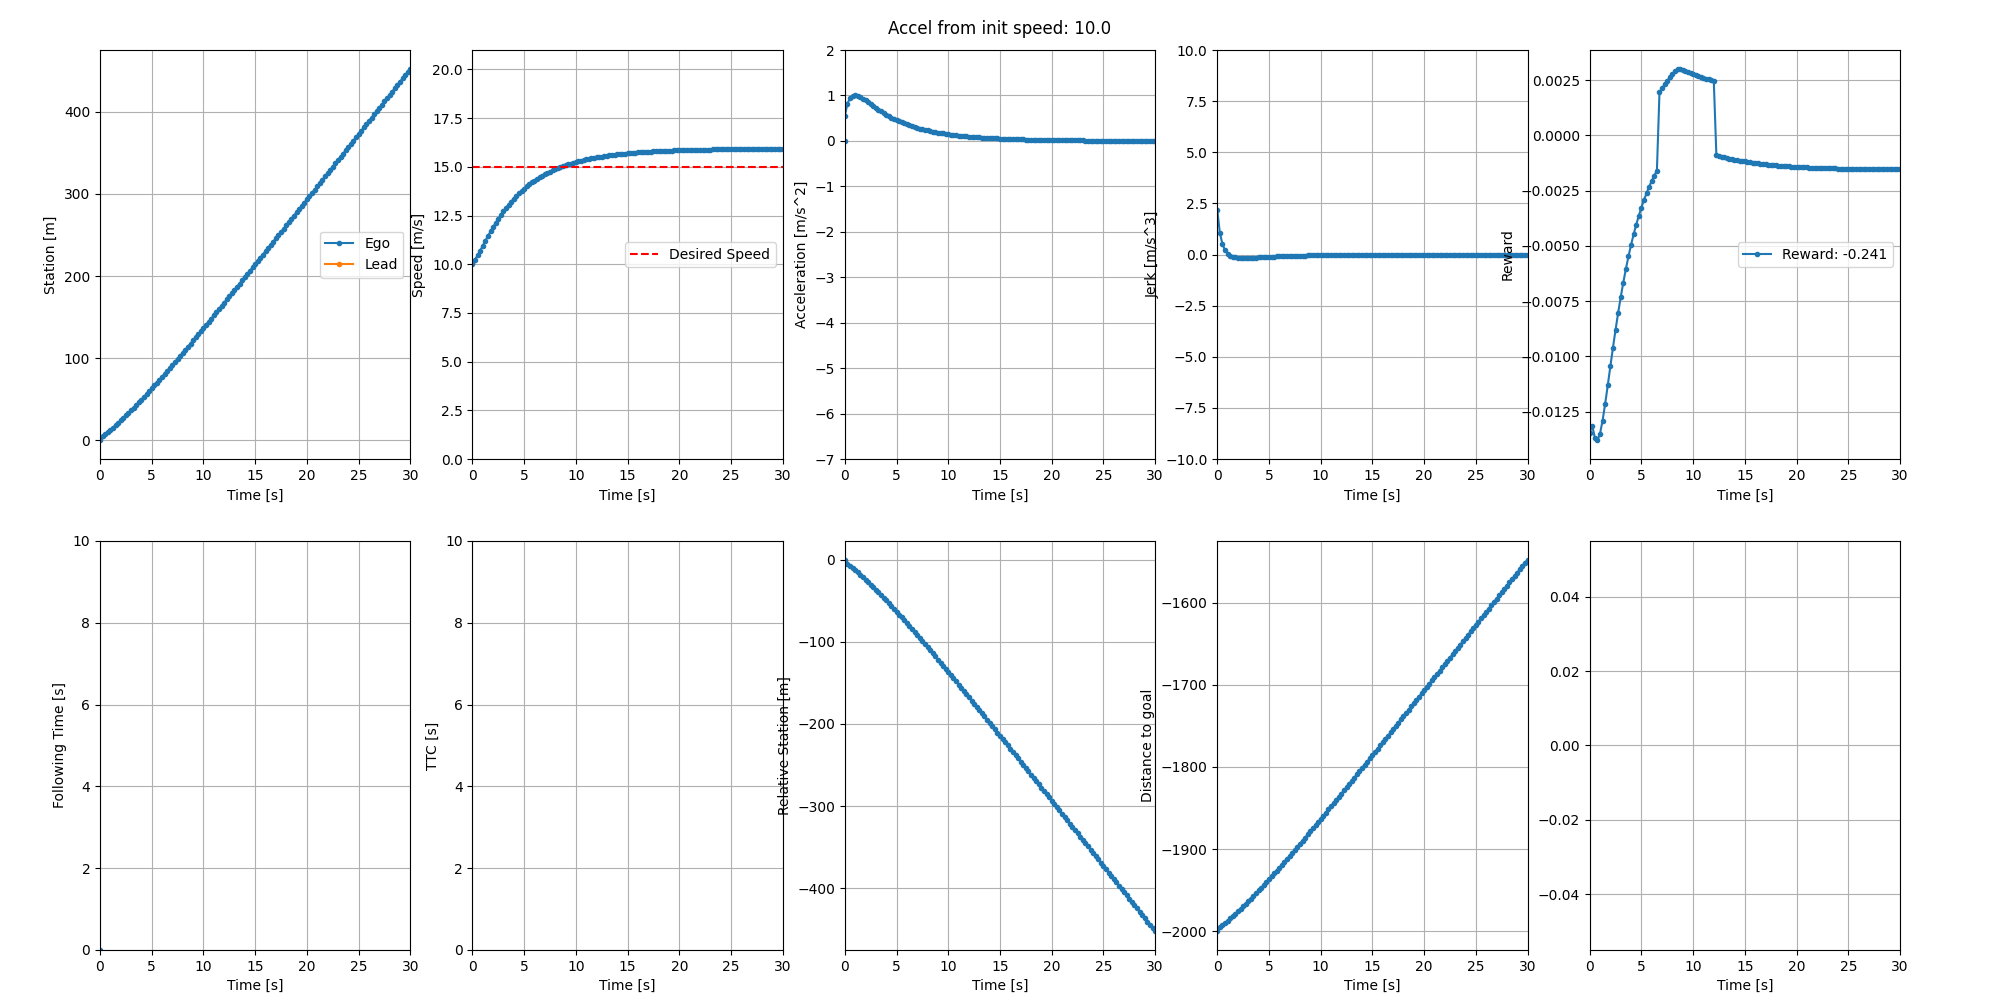 Accel from init speed: 10.0
Station [m]
400
300
200
100
0
0 5 10 15 20 25 30
Time [s]
Ego
Lead
Speed [m/s]
20.0
17.5
15.0
12.5
10.0
7.5
5.0
2.5
0.0
0 5 10 15 20 25 30
Time [s]
Desired Speed
Acceleration [m/s^2]
2
1
0
−1
−2
−3
−4
−5
−6
−7
0 5 10 15 20 25 30
Time [s]
Jerk [m/s^3]
10.0
7.5
5.0
2.5
0.0
−2.5
−5.0
−7.5
−10.0
0 5 10 15 20 25 30
Time [s]
Reward
0.0025
0.0000
−0.0025
−0.0050
−0.0075
−0.0100
−0.0125
0 5 10 15 20 25 30
Time [s]
Reward: -0.241
Following Time [s]
10
8
6
4
2
0
0 5 10 15 20 25 30
Time [s]
TTC [s]
10
8
6
4
2
0
0 5 10 15 20 25 30
Time [s]
Relative Station [m]
0
−100
−200
−300
−400
0 5 10 15 20 25 30
Time [s]
Distance to goal
−1600
−1700
−1800
−1900
−2000
0 5 10 15 20 25 30
Time [s]
0.04
0.02
0.00
−0.02
−0.04
0 5 10 15 20 25 30
Time [s]